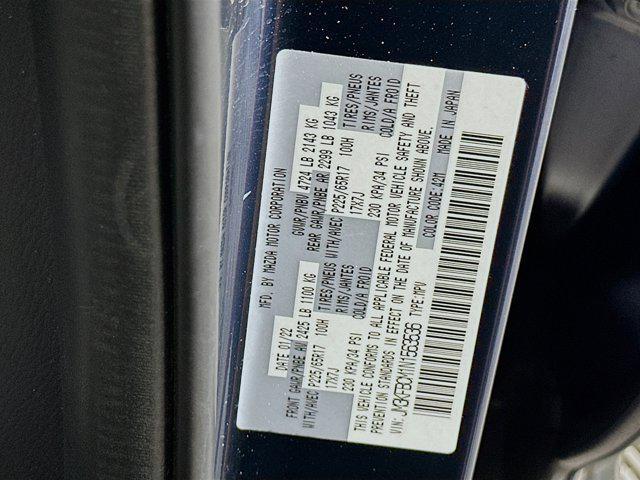 MFD. BY MAZDA MOTOR CORPORATION
DATE 01/22 GVWR/PNBV 4724 LB 2143 KG
FRONT GAWR/PNBE AV 2425 LB 1100 KG REAR GAWR/PNBE AR 2299 LB 1043 KG
WITH/AVEC TIRES/PNEUS WITH/AVEC TIRES/PNEUS
P225/65R17 100H RIMS/JANTES P225/65R17 100H RIMS/JANTES
17X7J COLD/A FROID 17X7J COLD/A FROID
230 KPA/34 PSI 230 KPA/34 PSI
THIS VEHICLE CONFORMS TO ALL APPLICABLE FEDERAL MOTOR VEHICLE SAFETY AND THEFT
PREVENTION STANDARDS IN EFFECT ON THE DATE OF MANUFACTURE SHOWN ABOVE.
VIN: TYPE:MPV COLOR CODE:42M MADE IN JAPAN